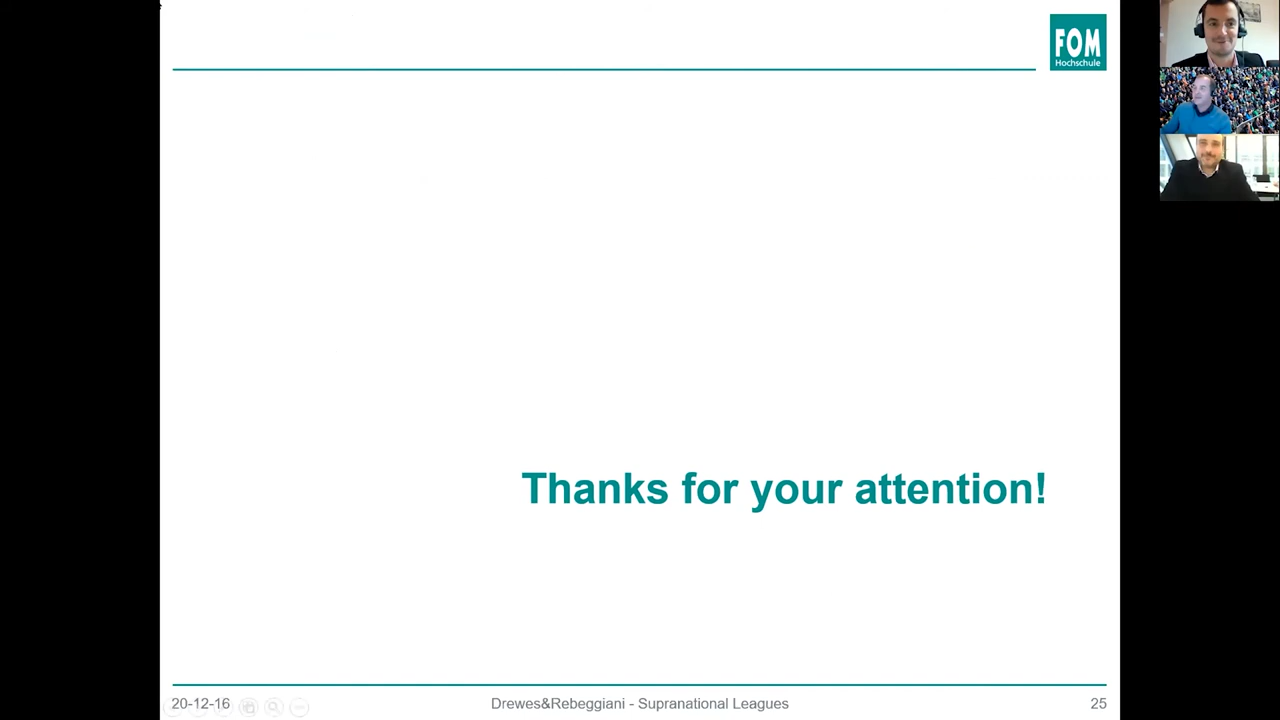 FOM
Hochschule
Thanks for your attention!
20-12-16
Drewes&Rebeggiani - Supranational Leagues
25